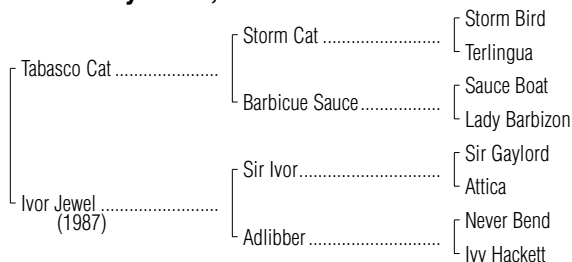 Storm Bird
Storm Cat ........................
Terlingua
Tabasco Cat .....................
Sauce Boat
Barbicue Sauce................
Lady Barbizon
Sir Gaylord
Sir Ivor............................
Attica
Ivor Jewel ........................
(1987)
Never Bend
Adlibber ..........................
Ivy Hackett